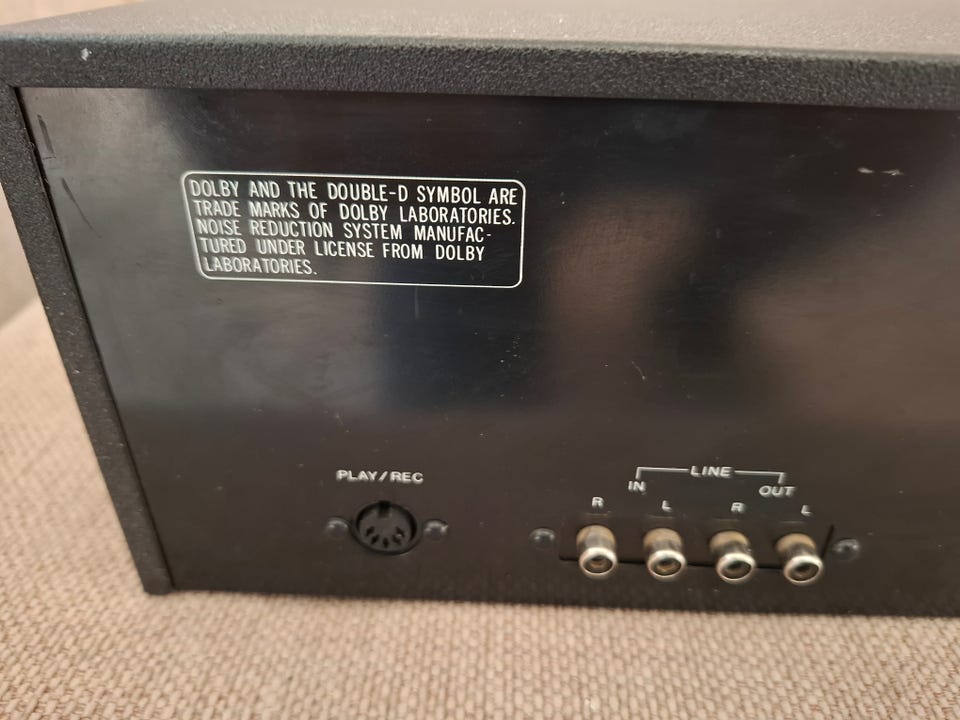 DOLBY AND THE DOUBLE-D SYMBOL ARE
TRADE MARKS OF DOLBY LABORATORIES.
NOISE REDUCTION SYSTEM MANUFAC-
TURED UNDER LICENSE FROM DOLBY
LABORATORIES.
PLAY/REC
LINE
IN OUT
R L R L